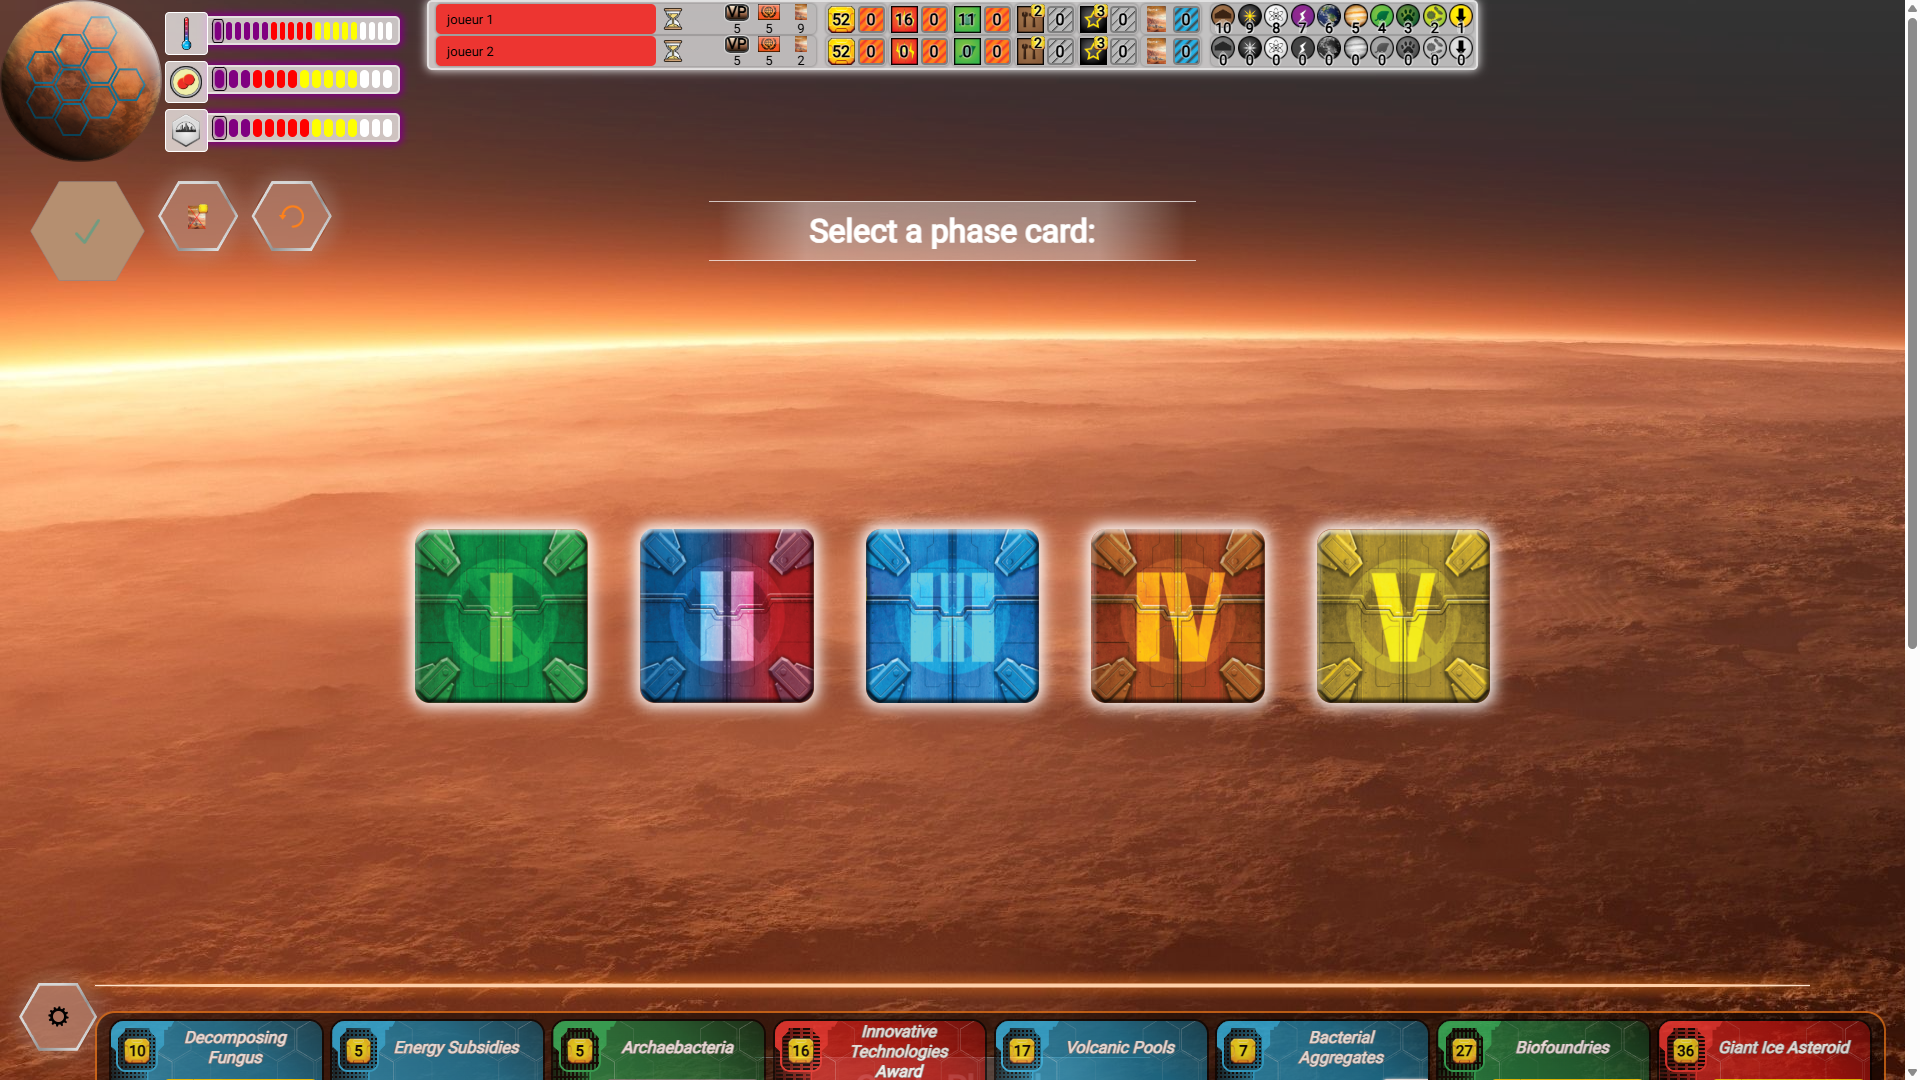 joueur 1
VP
5 5 9
52 0 16 0 11 0 2 0 3 0 0
10 9 8 7 6 5 4 3 2 1
joueur 2
VP
5 5 2
52 0 0 0 0 0 2 0 3 0 0
0 0 0 0 0 0 0 0 0 0
Select a phase card:
I II III IV V
10 Decomposing
Fungus
5 Energy Subsidies
5 Archaebacteria
16 Innovative
Technologies
Award
17 Volcanic Pools
7 Bacterial
Aggregates
27 Biofoundries
36 Giant Ice Asteroid